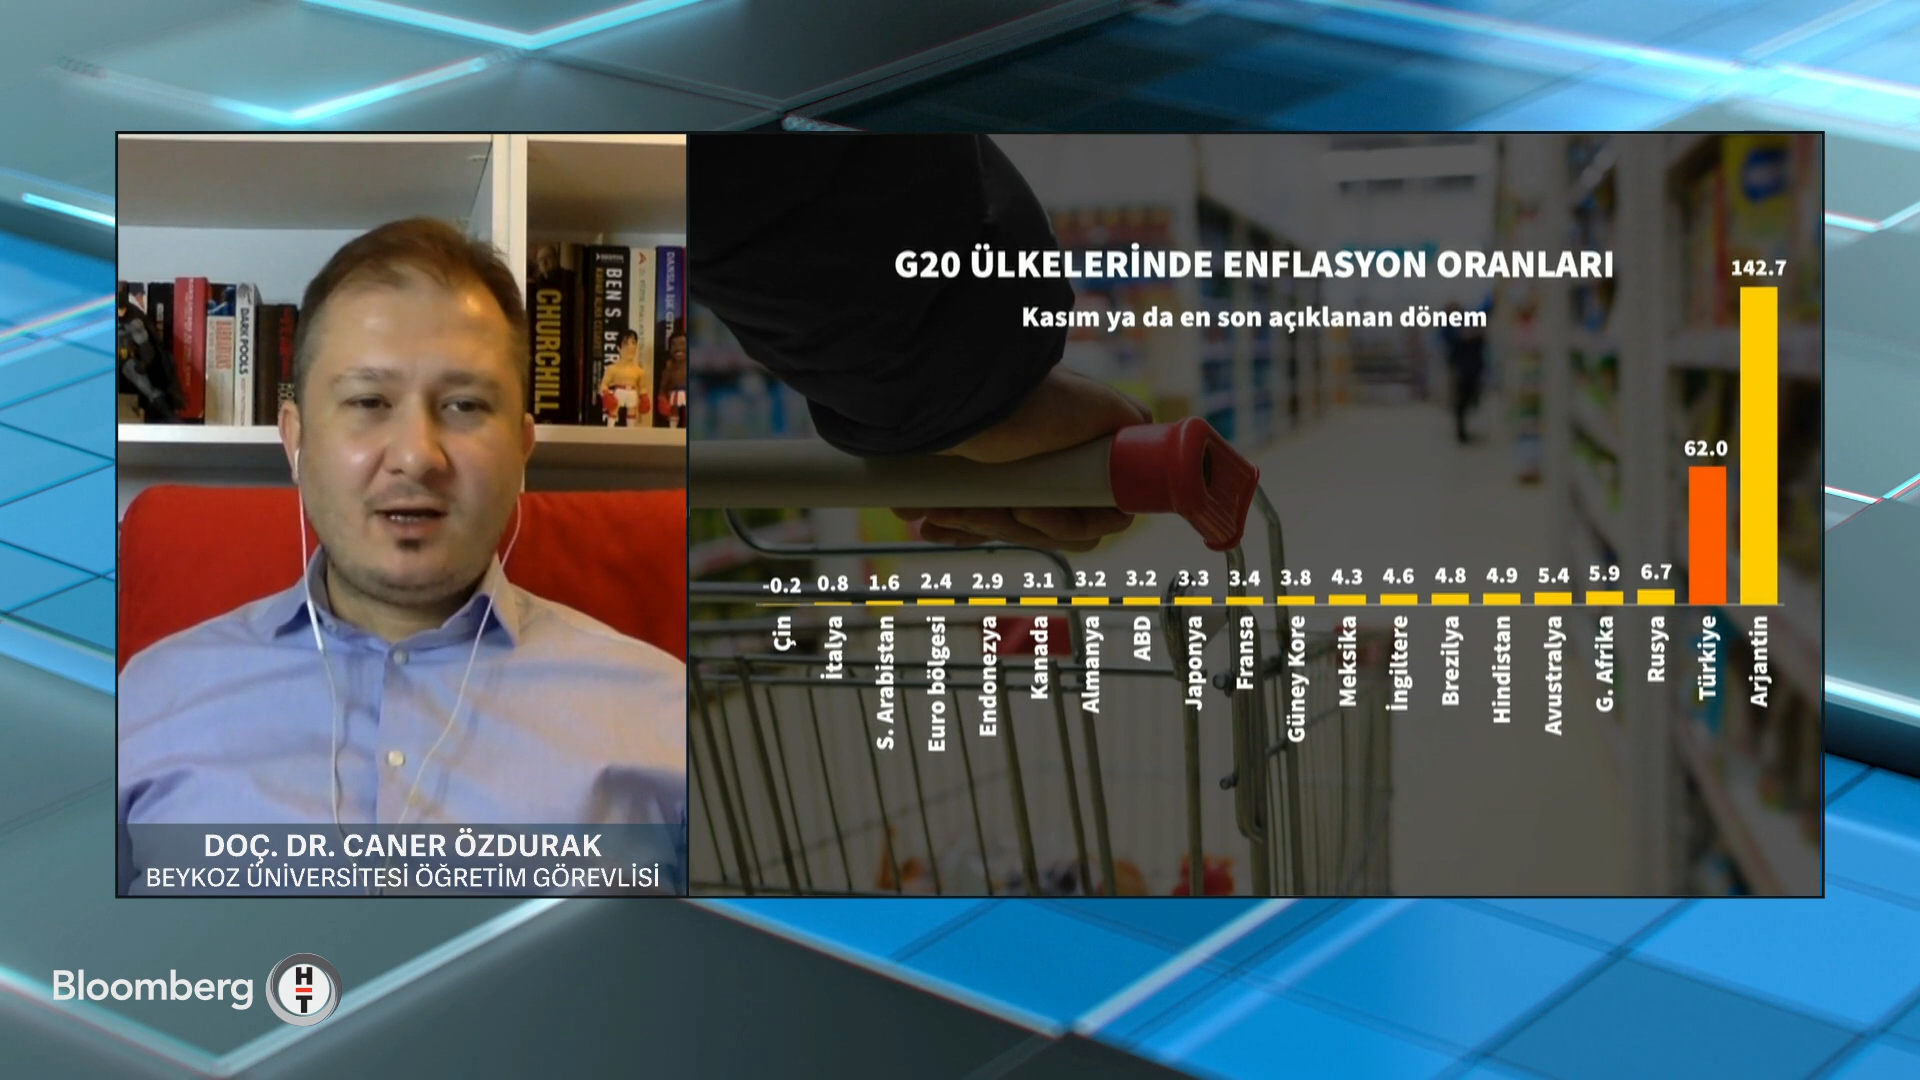 DARK POOLS
CHURCHILL
BEN S. BER
G20 ÜLKELERİNDE ENFLASYON ORANLARI
Kasım ya da en son açıklanan dönem
-0.2 0.8 1.6 2.4 2.9 3.1 3.2 3.2 3.3 3.4 3.8 4.3 4.6 4.8 4.9 5.4 5.9 6.7 62.0 142.7
Çin
İtalya
S. Arabistan
Euro bölgesi
Endonezya
Kanada
Almanya
ABD
Japonya
Fransa
Güney Kore
Meksika
İngiltere
Brezilya
Hindistan
Avustralya
G. Afrika
Rusya
Türkiye
Arjantin
DOÇ. DR. CANER ÖZDURAK
BEYKOZ ÜNİVERSİTESİ ÖĞRETİM GÖREVLİSİ
Bloomberg HT